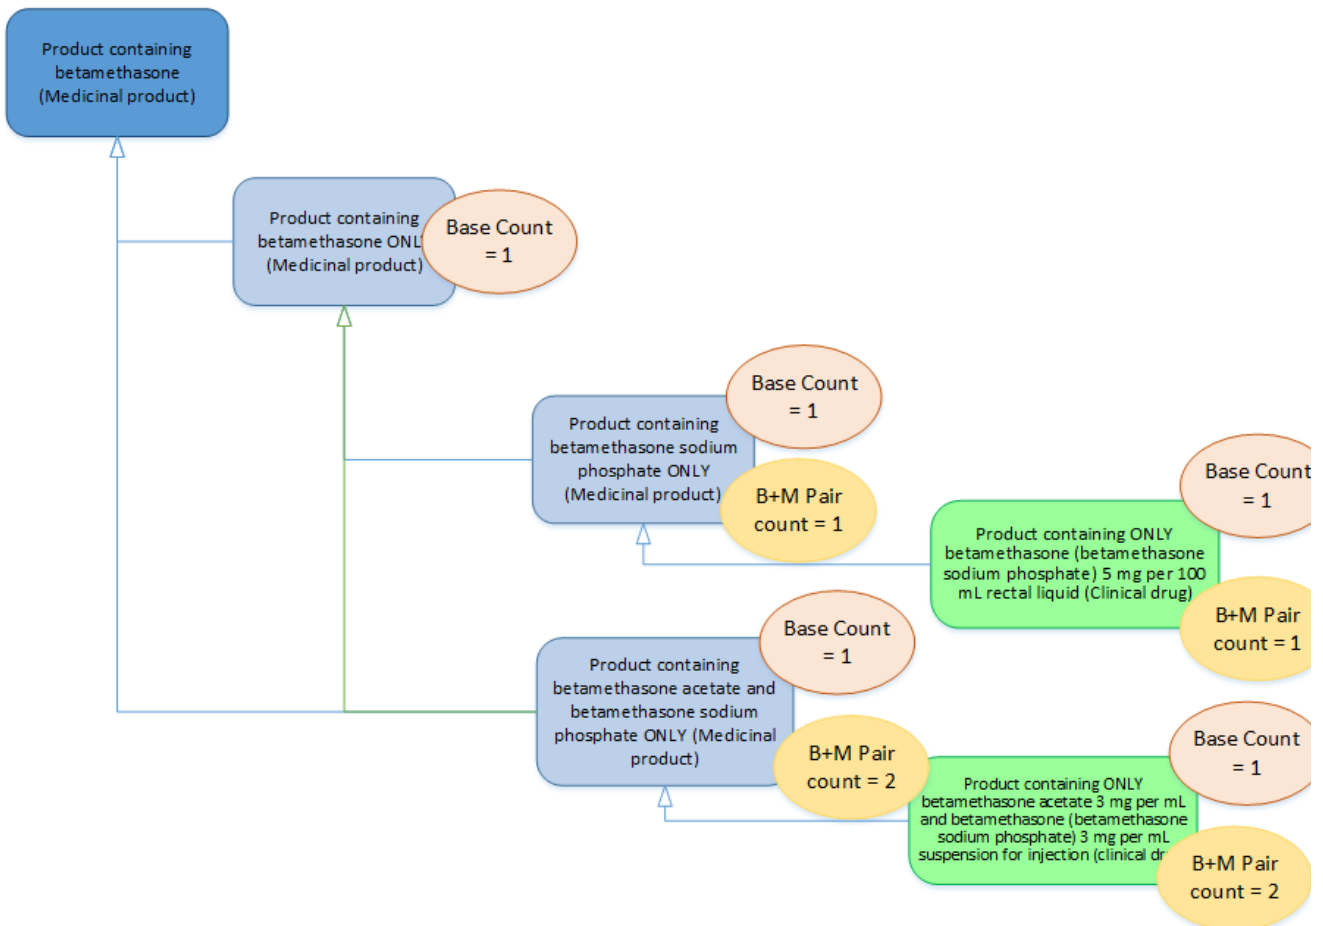 Product containing
betamethasone
(Medicinal product)
Product containing
betamethasone ONL
(Medicinal product)
Base Count
= 1
Product containing
betamethasone sodium
phosphate ONLY
(Medicinal product)
Base Count
= 1
B+M Pair
count = 1
Product containing ONLY
betamethasone (betamethasone
sodium phosphate) 5 mg per 100
mL rectal liquid (Clinical drug)
Base Count
= 1
B+M Pair
count = 1
Product containing
betamethasone acetate and
betamethasone sodium
phosphate ONLY (Medicinal
product)
Base Count
= 1
B+M Pair
count = 2
Product containing ONLY
betamethasone acetate 3 mg per mL
and betamethasone (betamethasone
sodium phosphate) 3 mg per mL
suspension for injection (clinical
Base Count
= 1
B+M Pair
count = 2